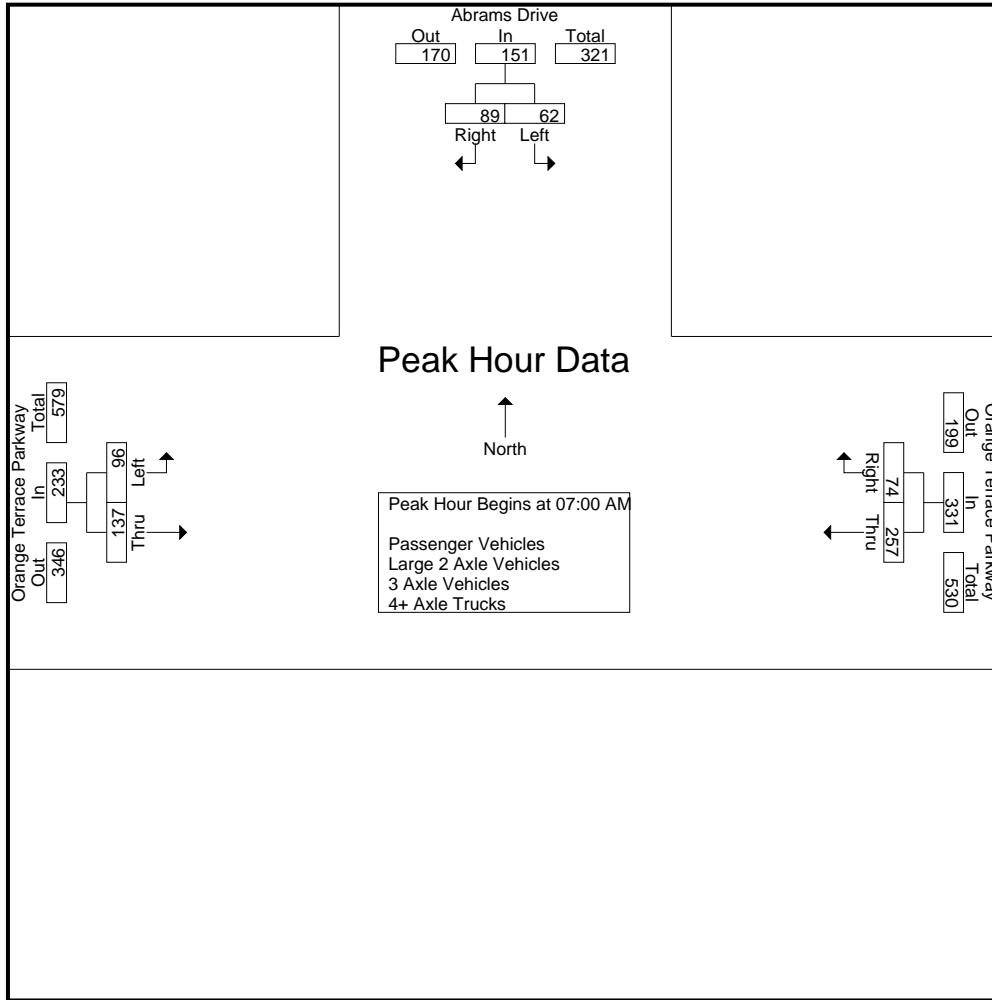 Abrams Drive
Out In Total
170 151 321
89 62
Right Left
Peak Hour Data
North
Peak Hour Begins at 07:00 AM
Passenger Vehicles
Large 2 Axle Vehicles
3 Axle Vehicles
4+ Axle Trucks
Orange Terrace Parkway
Out In Total
346 233 579
137 96
Thru Left
Orange Terrace Parkway
Out In Total
199 331 530
74 257
Right Thru